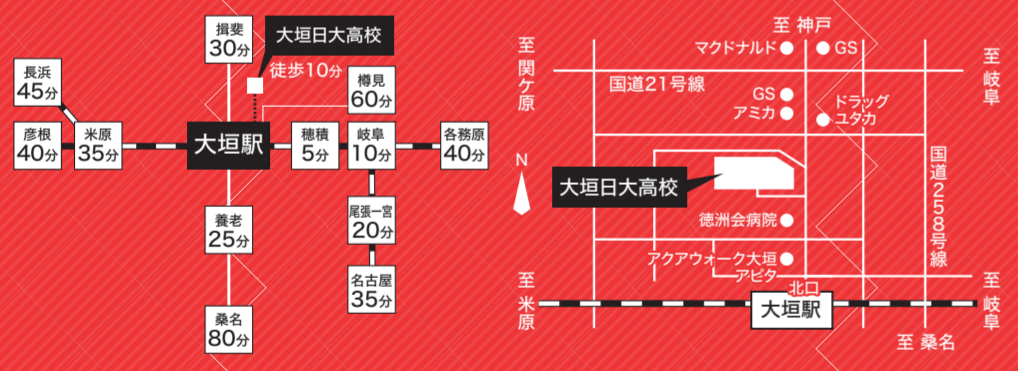 揖斐
30分
大垣日大高校
徒歩10分
長浜
45分
樽見
60分
彦根
40分
米原
35分
大垣駅
穂積
5分
岐阜
10分
各務原
40分
養老
25分
尾張一宮
20分
名古屋
35分
桑名
80分
至 神戸
マクドナルド
GS
至関ケ原
至岐阜
国道21号線
GS
アミカ
ドラッグ
ユタカ
N
大垣日大高校
国道258号線
徳洲会病院
アクアウォーク大垣
アピタ
北口
大垣駅
至米原
至岐阜
至 桑名